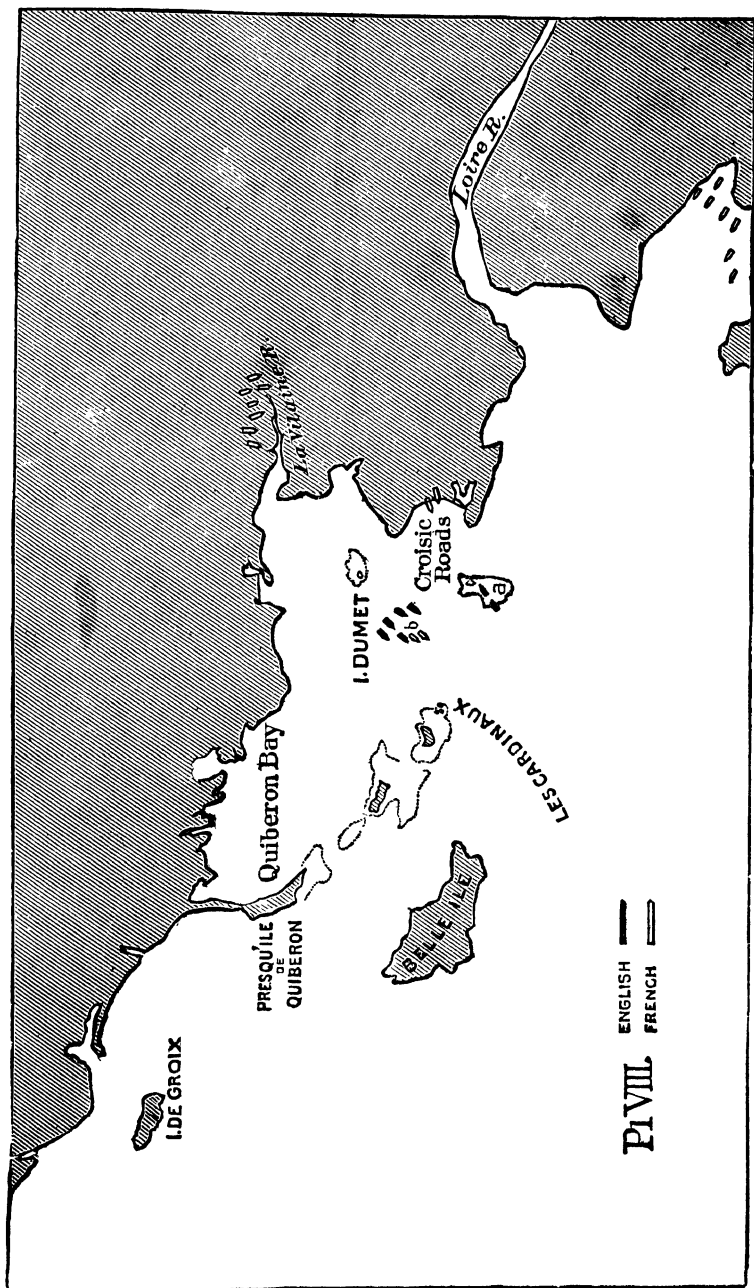 I. DE GROIX
PRESQU'ILE
DE
QUIBERON
Quiberon Bay
BELLE ILE
LES CARDINAUX
I. DUMET
b
a
Croisic
Roads
La Vilaine R.
Loire R.
Pl VIII.
ENGLISH
FRENCH